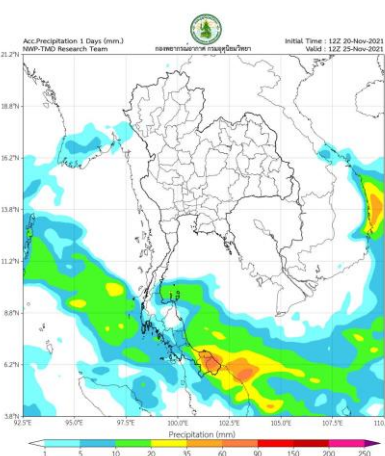 Acc.Precipitation 1 Days (mm.)
NWP-TMD Research Team
กองพยากรณ์อากาศ กรมอุตุนิยมวิทยา
Initial Time : 12Z 20-Nov-2021
Valid : 12Z 25-Nov-2021
21.2°N
18.8°N
16.2°N
13.8°N
11.2°N
8.8°N
6.2°N
3.8°N
92.5°E 95.0°E 97.5°E 100.0°E 102.5°E 105.0°E 107.5°E 110.
Precipitation (mm)
1 5 10 20 35 60 90 150 200 250